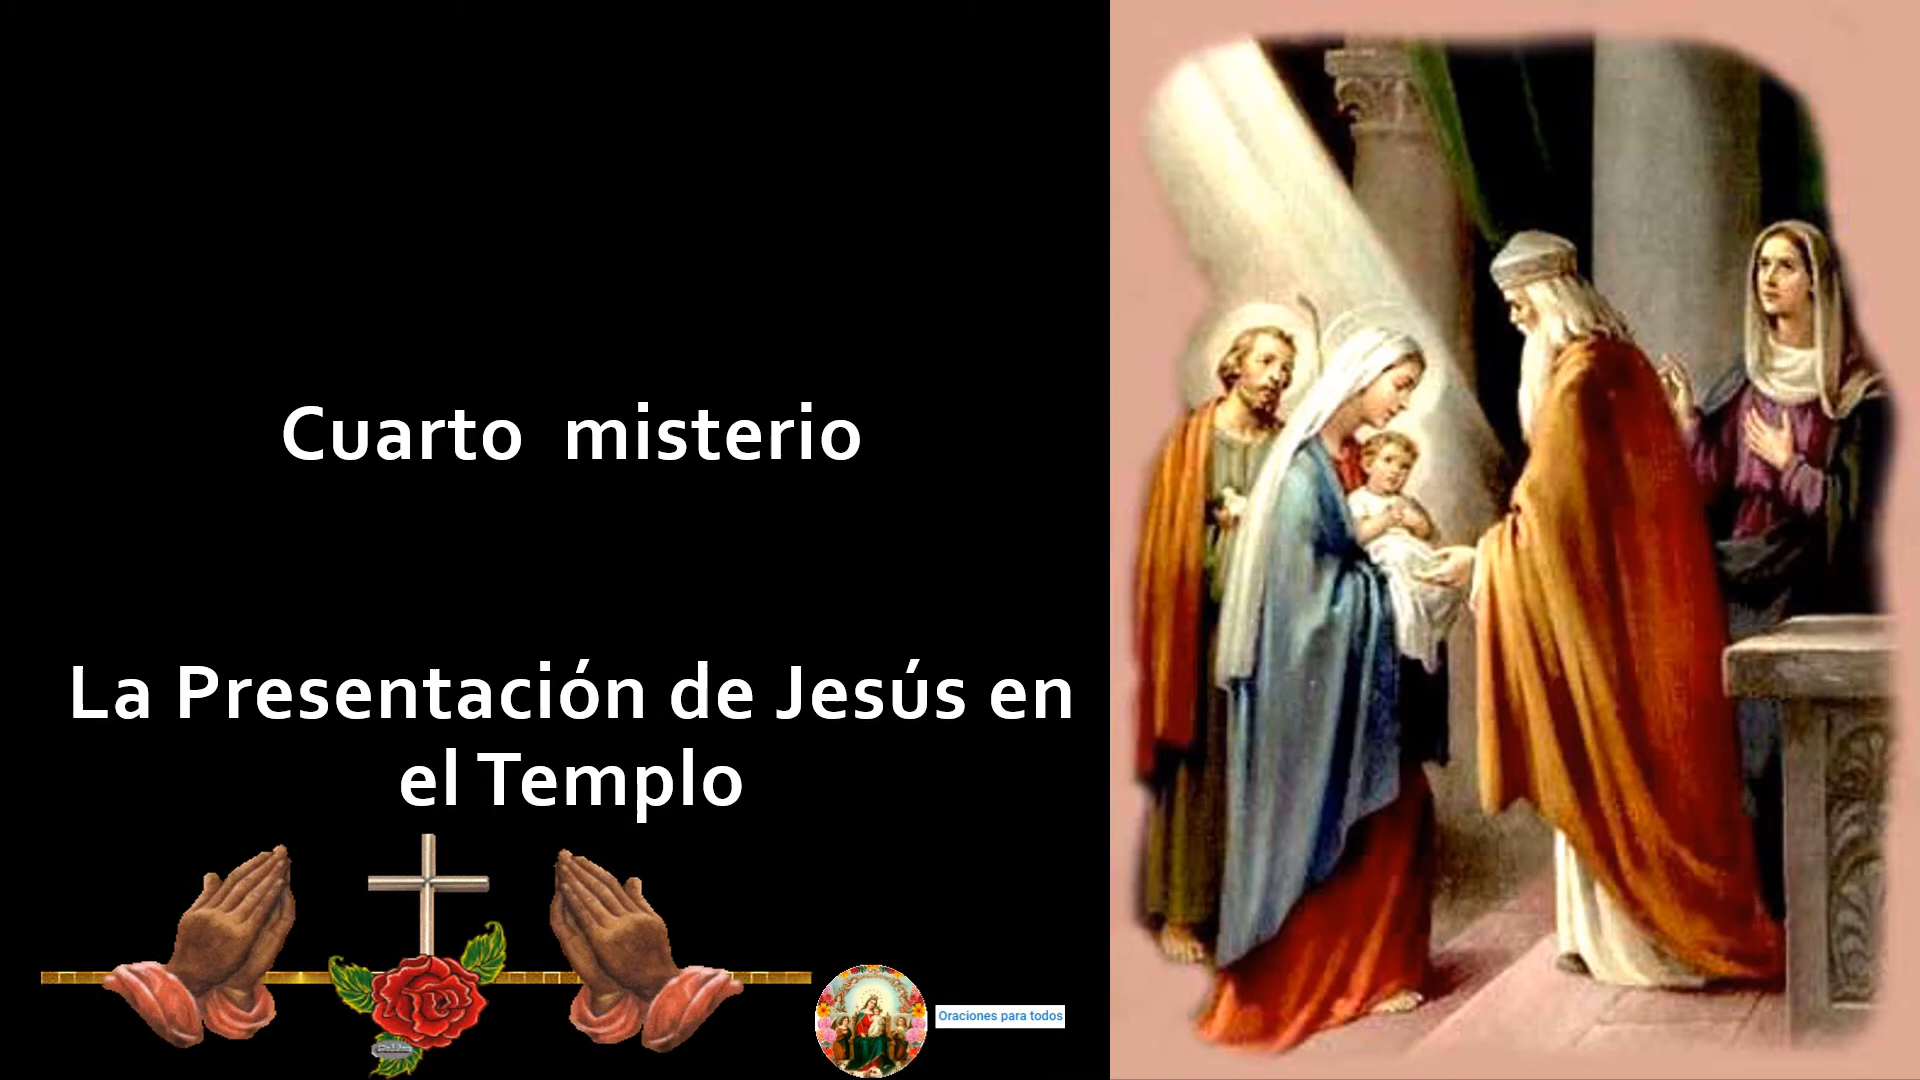 Cuarto  misterio
La Presentación de Jesús en
el Templo
Oraciones para todos